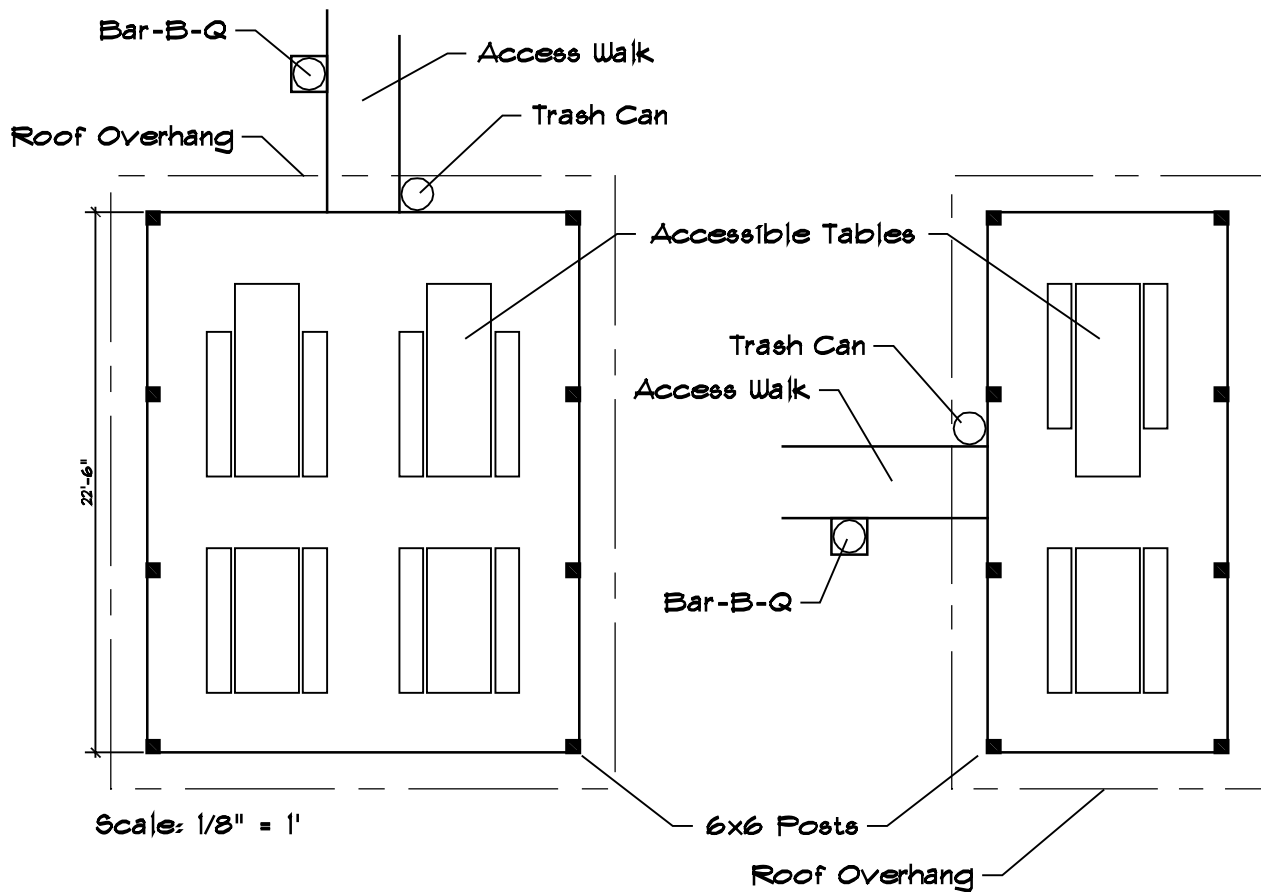 Bar-B-Q
Access Walk
Trash Can
Roof Overhang
Accessible Tables
Trash Can
Access Walk
22'-6"
Bar-B-Q
Scale: 1/8" = 1'
6x6 Posts
Roof Overhang